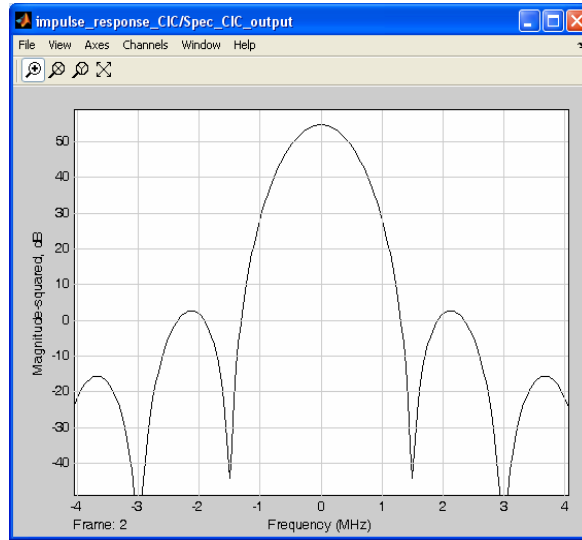 impulse_response_CIC/Spec_CIC_output
File View Axes Channels Window Help
Magnitude-squared, dB
50
40
30
20
10
0
-10
-20
-30
-40
-4 -3 -2 -1 0 1 2 3 4
Frame: 2 Frequency (MHz)